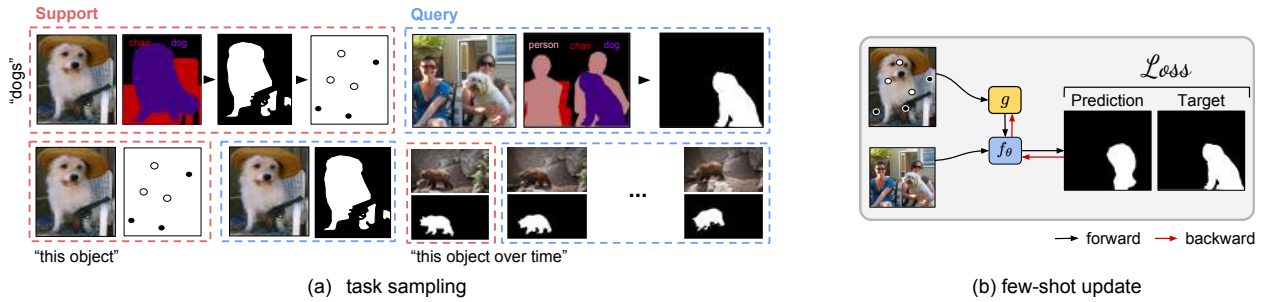 Support
Query
"dogs"
chair
dog
person
chair
dog
"this object"
"this object over time"
...
(a) task sampling
Loss
Prediction
Target
g
fθ
forward
backward
(b) few-shot update